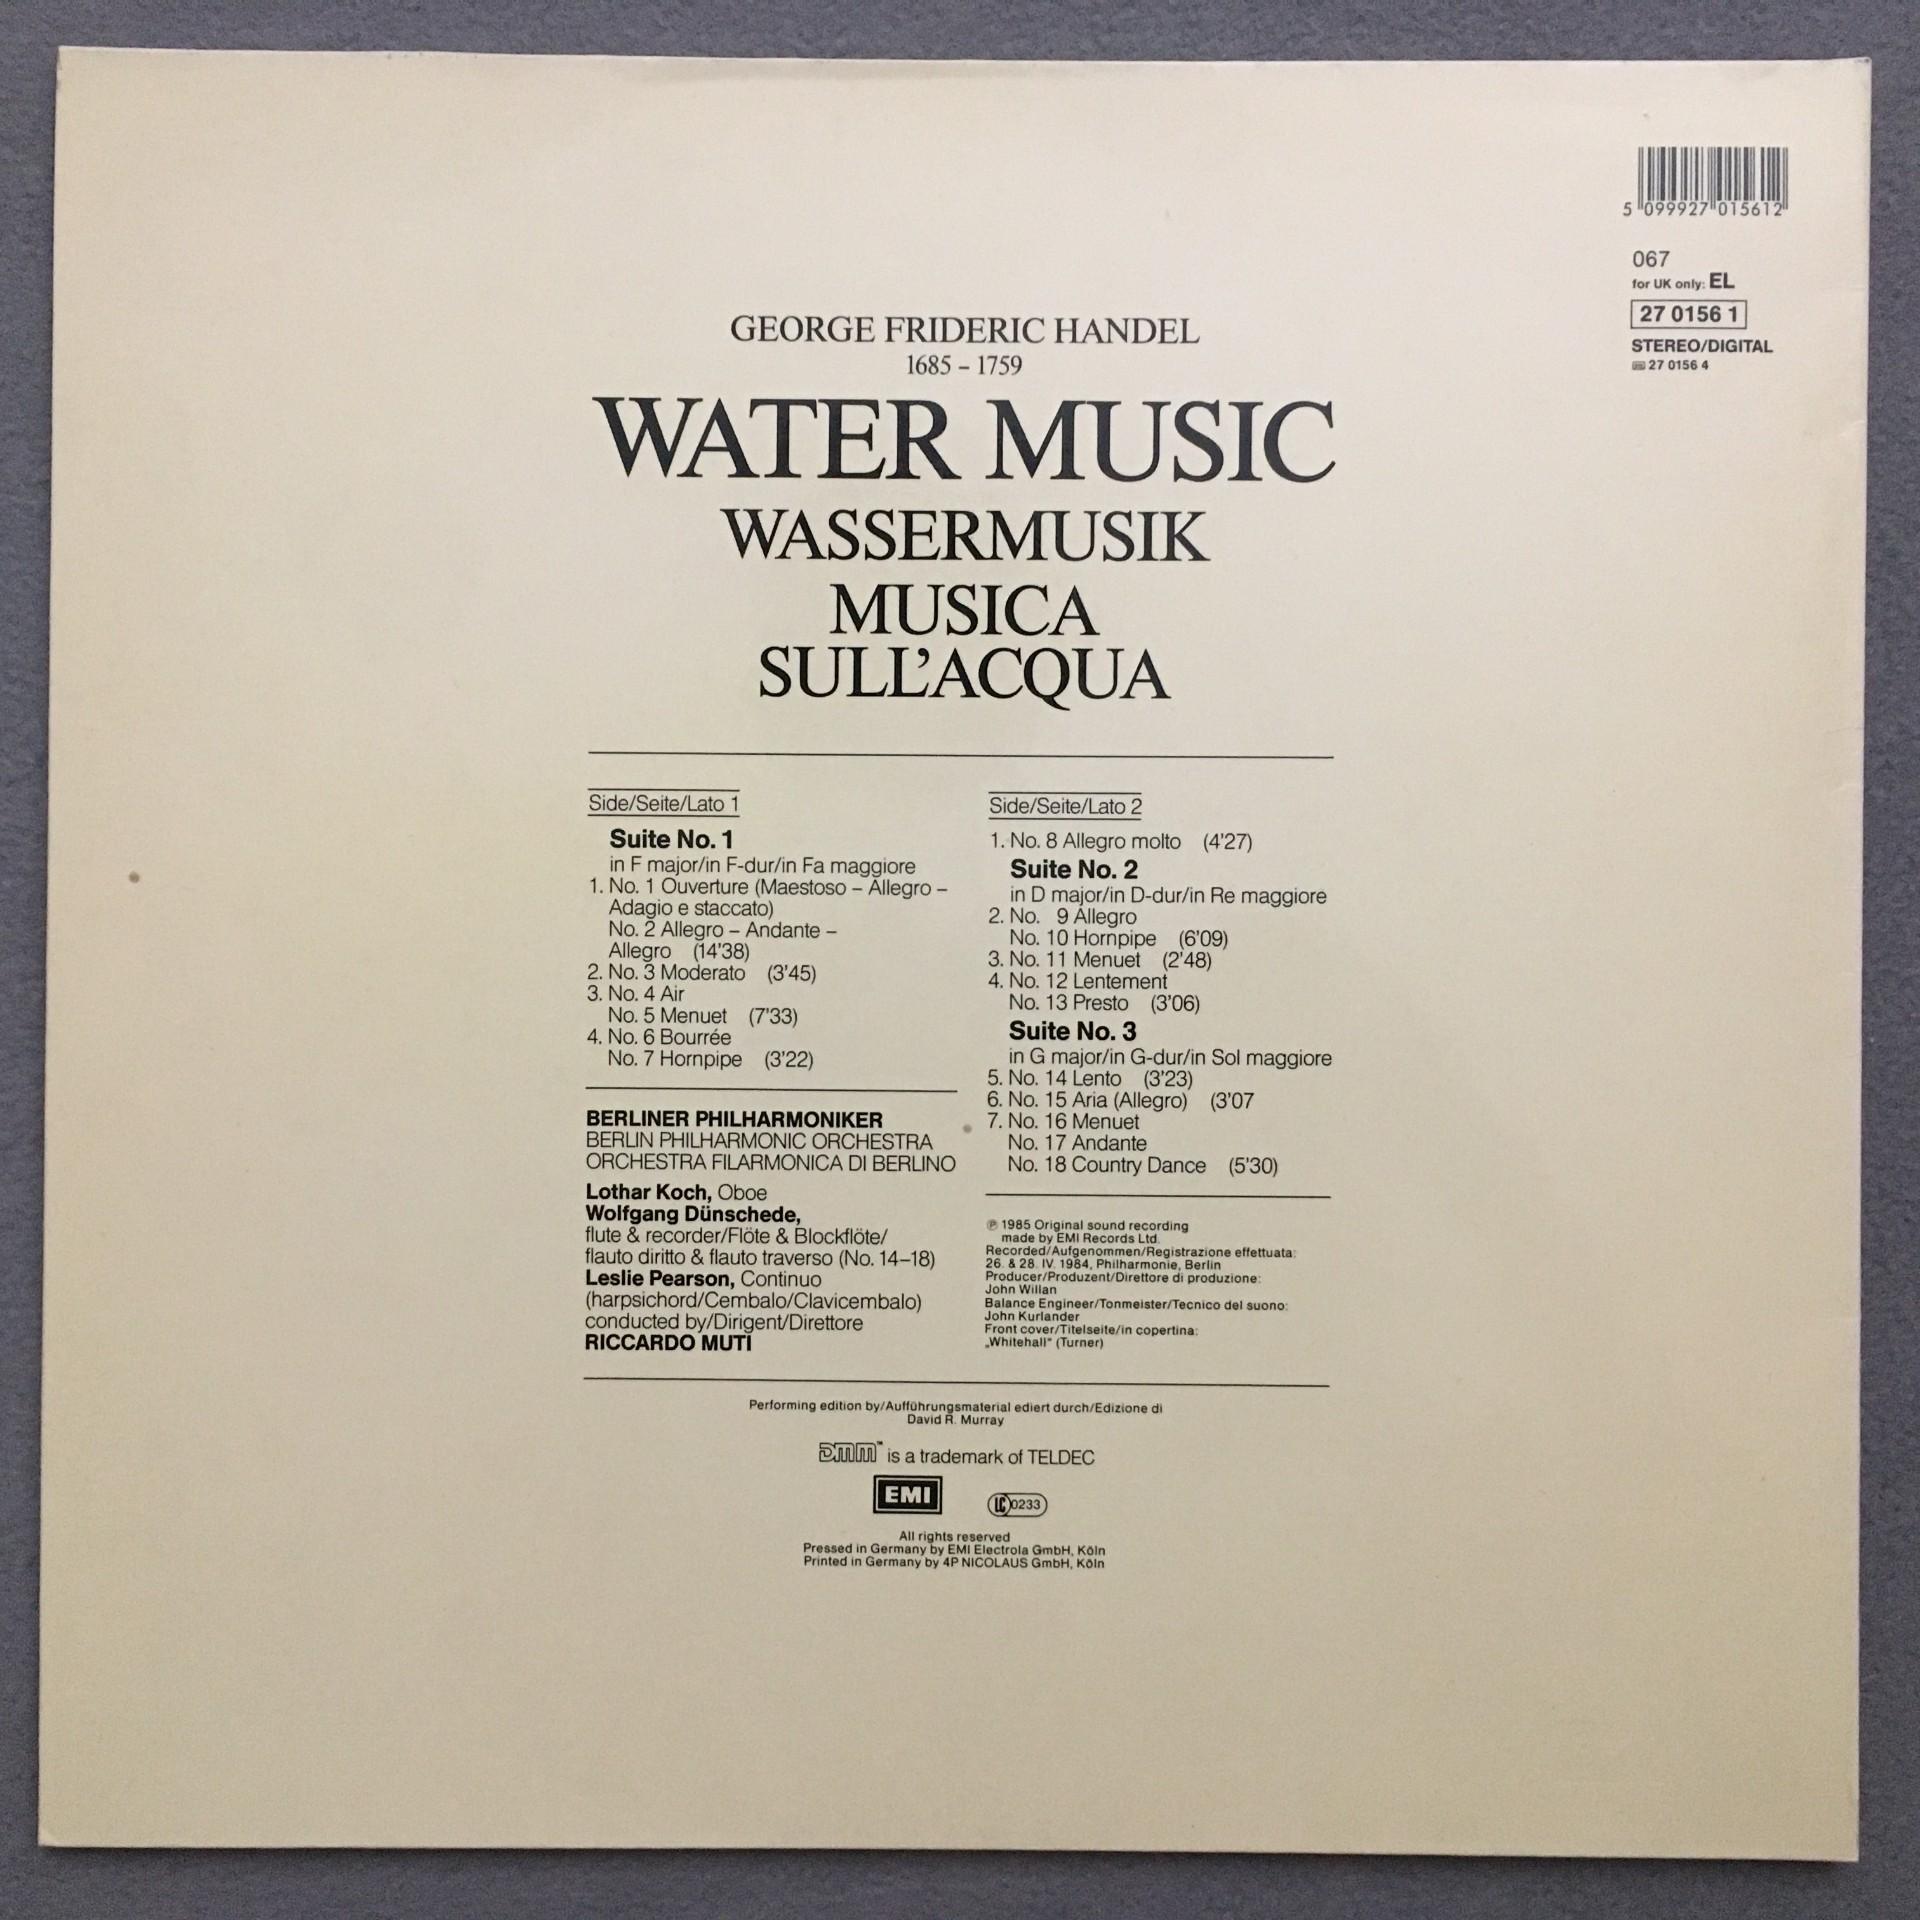 5 099927 015612
067
for UK only: EL
27 0156 1
STEREO/DIGITAL
27 0156 4
GEORGE FRIDERIC HANDEL
1685 – 1759
WATER MUSIC
WASSERMUSIK
MUSICA
SULL'ACQUA
Side/Seite/Lato 1
Suite No. 1
in F major/in F-dur/in Fa maggiore
1. No. 1 Ouverture (Maestoso – Allegro –
Adagio e staccato)
No. 2 Allegro – Andante –
Allegro (14'38)
2. No. 3 Moderato (3'45)
3. No. 4 Air
No. 5 Menuet (7'33)
4. No. 6 Bourrée
No. 7 Hornpipe (3'22)
BERLINER PHILHARMONIKER
BERLIN PHILHARMONIC ORCHESTRA
ORCHESTRA FILARMONICA DI BERLINO
Lothar Koch, Oboe
Wolfgang Dünschede,
flute & recorder/Flöte & Blockflöte/
flauto diritto & flauto traverso (No. 14–18)
Leslie Pearson, Continuo
(harpsichord/Cembalo/Clavicembalo)
conducted by/Dirigent/Direttore
RICCARDO MUTI
Side/Seite/Lato 2
1. No. 8 Allegro molto (4'27)
Suite No. 2
in D major/in D-dur/in Re maggiore
2. No. 9 Allegro
No. 10 Hornpipe (6'09)
3. No. 11 Menuet (2'48)
4. No. 12 Lentement
No. 13 Presto (3'06)
Suite No. 3
in G major/in G-dur/in Sol maggiore
5. No. 14 Lento (3'23)
6. No. 15 Aria (Allegro) (3'07
7. No. 16 Menuet
No. 17 Andante
No. 18 Country Dance (5'30)
℗ 1985 Original sound recording
made by EMI Records Ltd.
Recorded/Aufgenommen/Registrazione effettuata:
26. & 28. IV. 1984, Philharmonie, Berlin
Producer/Produzent/Direttore di produzione:
John Willan
Balance Engineer/Tonmeister/Tecnico del suono:
John Kurlander
Front cover/Titelseite/in copertina:
„Whitehall" (Turner)
Performing edition by/Aufführungsmaterial ediert durch/Edizione di
David R. Murray
DMM™ is a trademark of TELDEC
EMI
LC 0233
All rights reserved
Pressed in Germany by EMI Electrola GmbH, Köln
Printed in Germany by 4P NICOLAUS GmbH, Köln